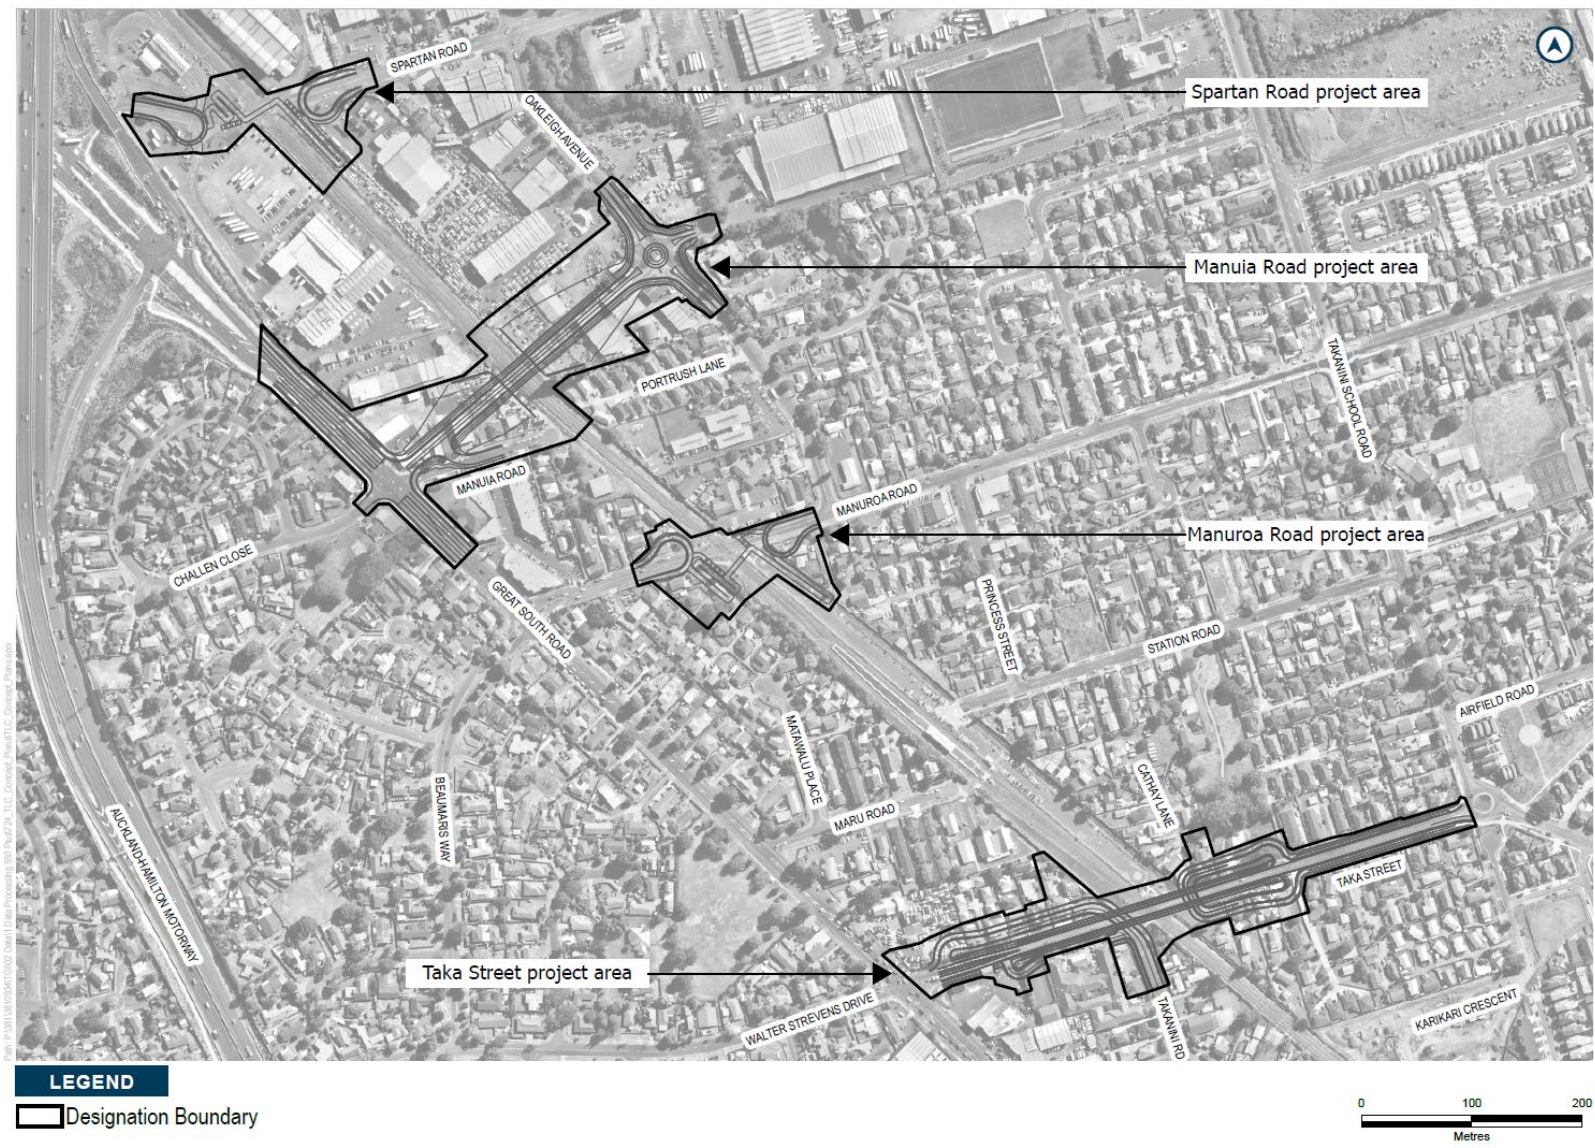 SPARTAN ROAD
Spartan Road project area
OAKLEIGH AVENUE
Manuia Road project area
PORTRUSH LANE
TAKANINI SCHOOL ROAD
MANUIA ROAD
MANUROA ROAD
Manuroa Road project area
CHALLEN CLOSE
GREAT SOUTH ROAD
PRINCESS STREET
STATION ROAD
AIRFIELD ROAD
MATAWALU PLACE
CATHAY LANE
BEAUMARIS WAY
MARU ROAD
AUCKLAND-HAMILTON MOTORWAY
TAKA STREET
Taka Street project area
WALTER STREVENS DRIVE
TAKANINI RD
KARIKARI CRESCENT
LEGEND
Designation Boundary
0 100 200
Metres